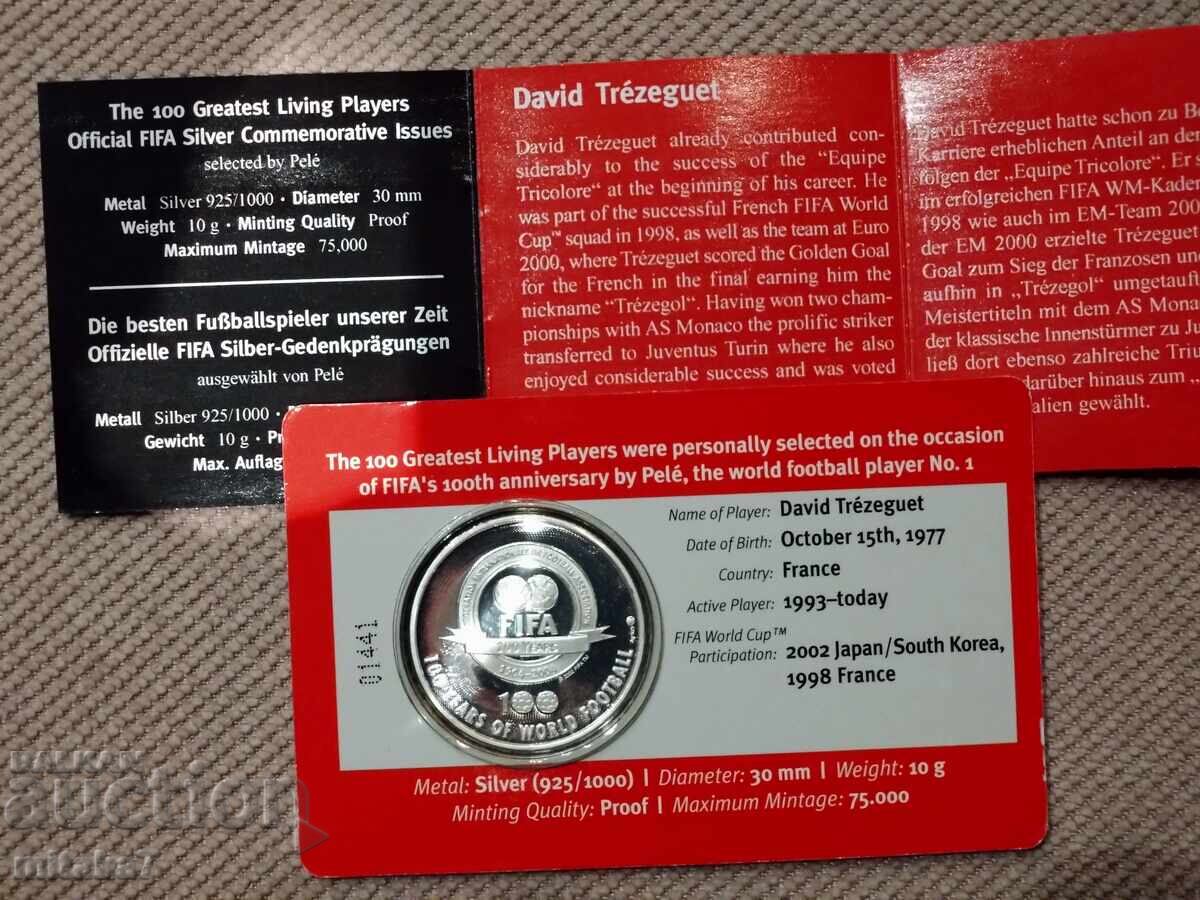 The 100 Greatest Living Players
Official FIFA Silver Commemorative Issues
selected by Pelé
Metal Silver 925/1000 · Diameter 30 mm
Weight 10 g · Minting Quality Proof
Maximum Mintage 75,000
Die besten Fußballspieler unserer Zeit
Offizielle FIFA Silber-Gedenkprägungen
ausgewählt von Pelé
Metall Silber 925/1000 ·
Gewicht 10 g ·
Max. Auflag
David Trézeguet
David Trézeguet already contributed con-
siderably to the success of the "Equipe
Tricolore“ at the beginning of his career. He
was part of the successful French FIFA World
Cup™ squad in 1998, as well as the team at Euro
2000, where Trézeguet scored the Golden Goal
for the French in the final earning him the
nickname “Trézegol". Having won two cham-
pionships with AS Monaco the prolific striker
transferred to Juventus Turin where he also
enjoyed considerable success and was voted
David Trézeguet hatte schon zu Be
Karriere erheblichen Anteil an de
folgen der „Equipe Tricolore". Er
im erfolgreichen FIFA WM-Kade
1998 wie auch im EM-Team 200
der EM 2000 erzielte Trézeguet
Goal zum Sieg der Franzosen un
aufhin in „Trézegol" umgetauf
Meistertiteln mit dem AS Mona
der klassische Innenstürmer zu Ju
ließ dort ebenso zahlreiche Triu
darüber hinaus zum „
alien gewählt.
The 100 Greatest Living Players were personally selected on the occasion
of FIFA's 100th anniversary by Pelé, the world football player No. 1
Name of Player: David Trézeguet
Date of Birth: October 15th, 1977
Country: France
Active Player: 1993–today
FIFA World Cup™
Participation: 2002 Japan/South Korea,
1998 France
01441
FIFA
100 YEARS
100
100 YEARS OF WORLD FOOTBALL
Metal: Silver (925/1000) | Diameter: 30 mm | Weight: 10 g
Minting Quality: Proof | Maximum Mintage: 75.000
BALKON
auction
mitaka7